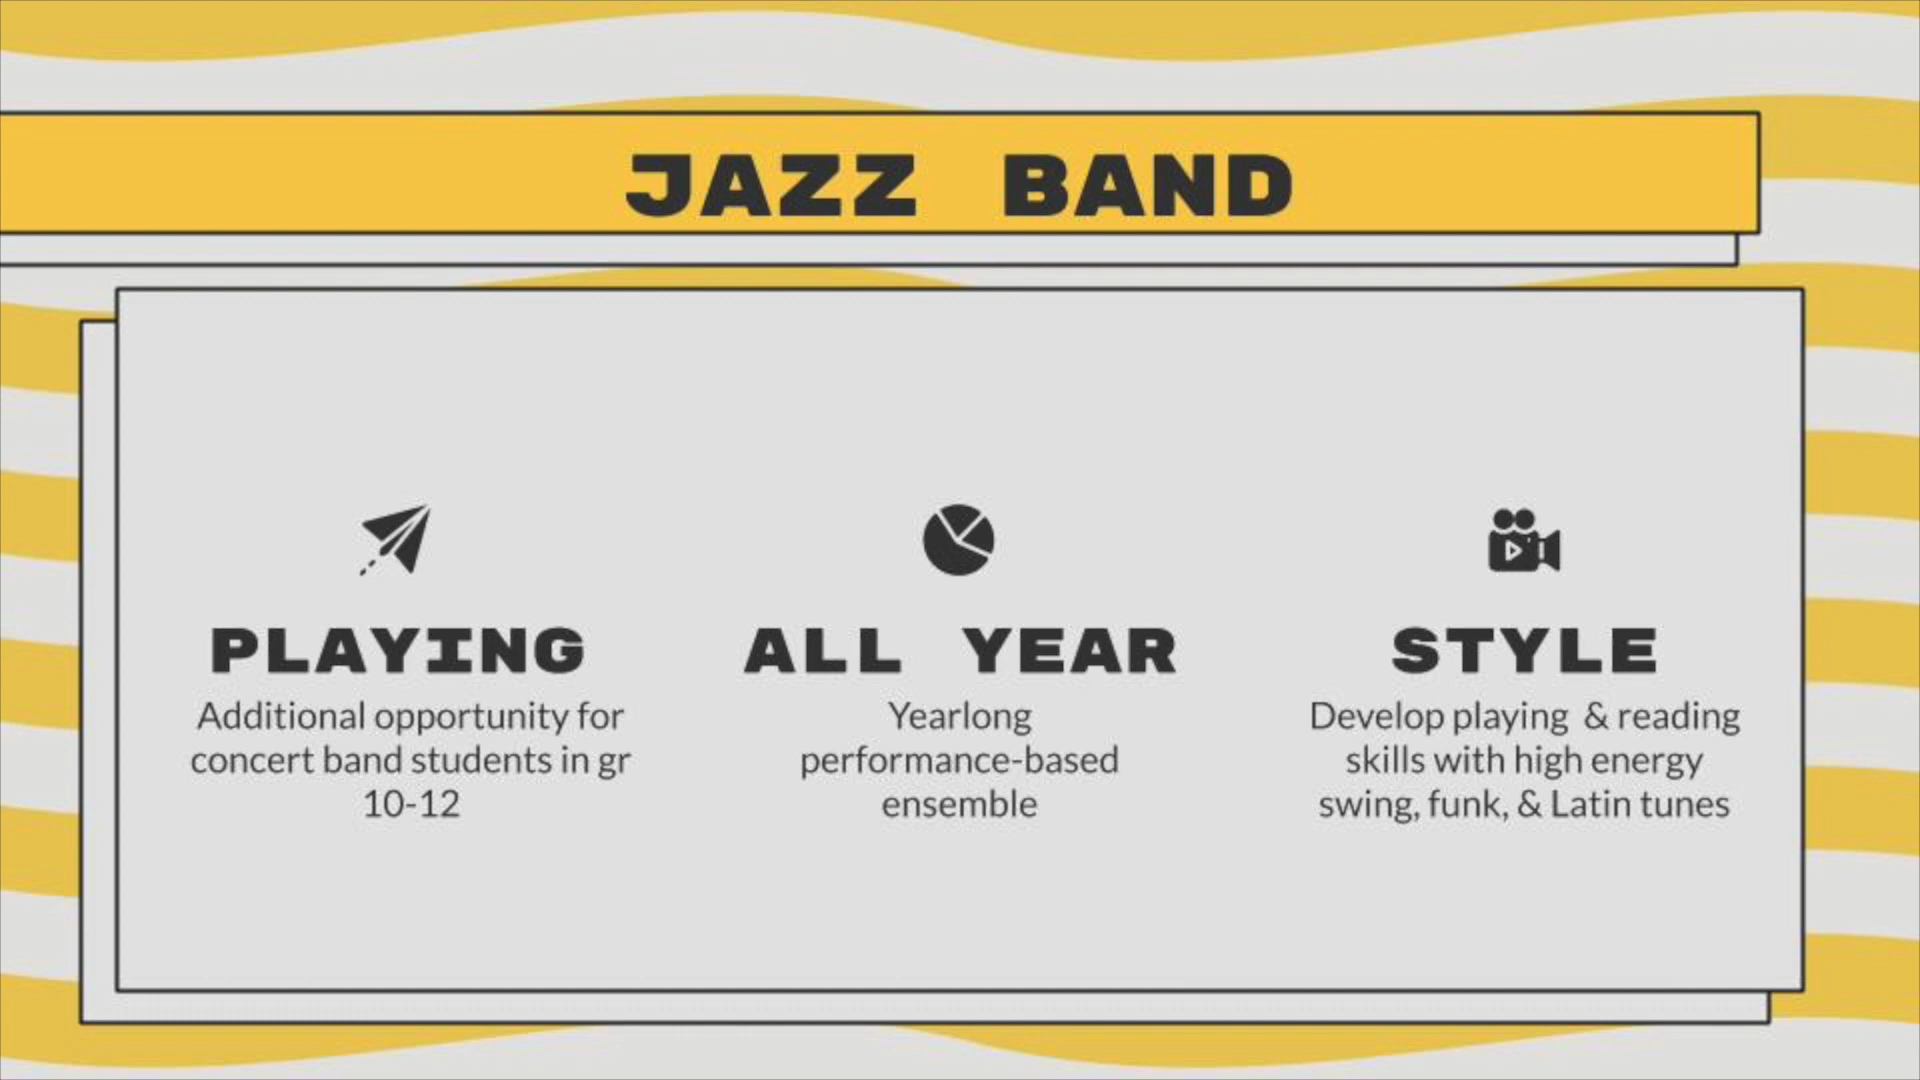 JAZZ BAND
PLAYING
Additional opportunity for
concert band students in gr
10-12
ALL YEAR
Yearlong
performance-based
ensemble
STYLE
Develop playing & reading
skills with high energy
swing, funk, & Latin tunes